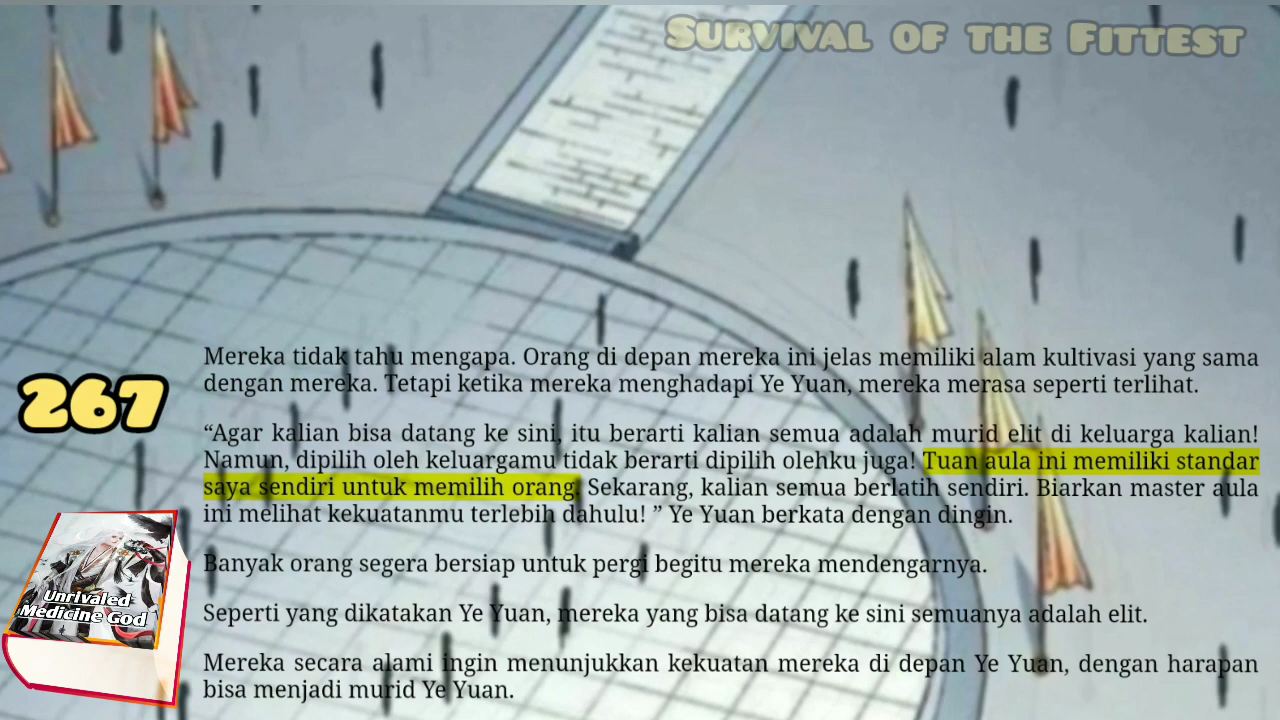 Survival of the Fittest
Mereka tidak tahu mengapa. Orang di depan mereka ini jelas memiliki alam kultivasi yang sama
dengan mereka. Tetapi ketika mereka menghadapi Ye Yuan, mereka merasa seperti terlihat.
267
“Agar kalian bisa datang ke sini, itu berarti kalian semua adalah murid elit di keluarga kalian!
Namun, dipilih oleh keluargamu tidak berarti dipilih olehku juga! Tuan aula ini memiliki standar
saya sendiri untuk memilih orang. Sekarang, kalian semua berlatih sendiri. Biarkan master aula
ini melihat kekuatanmu terlebih dahulu! ” Ye Yuan berkata dengan dingin.
Banyak orang segera bersiap untuk pergi begitu mereka mendengarnya.
Seperti yang dikatakan Ye Yuan, mereka yang bisa datang ke sini semuanya adalah elit.
Mereka secara alami ingin menunjukkan kekuatan mereka di depan Ye Yuan, dengan harapan
bisa menjadi murid Ye Yuan.
Unrivaled
Medicine God